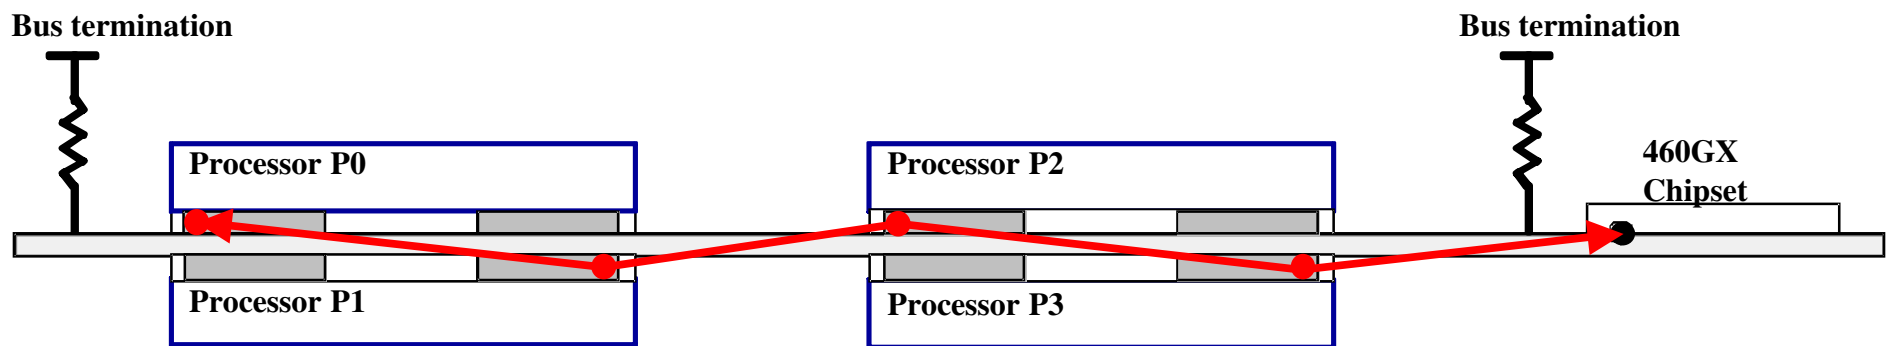 Bus termination
Bus termination
Processor P0
Processor P2
460GX
Chipset
Processor P1
Processor P3